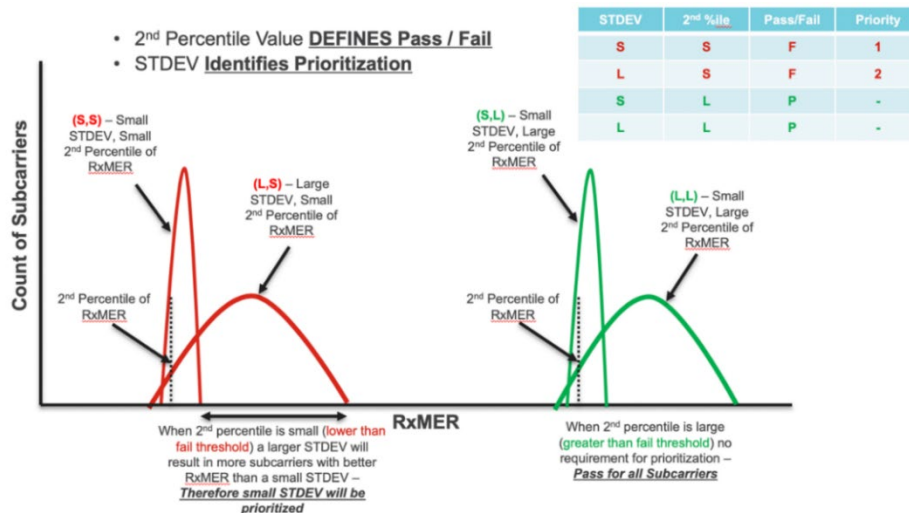 • 2nd Percentile Value DEFINES Pass / Fail
• STDEV Identifies Prioritization
STDEV 2nd %ile Pass/Fail Priority
S S F 1
L S F 2
S L P -
L L P -
Count of Subcarriers
(S,S) – Small
STDEV, Small
2nd Percentile of
RxMER
(L,S) – Large
STDEV, Small
2nd Percentile of
RxMER
2nd Percentile of
RxMER
(S,L) – Small
STDEV, Large
2nd Percentile of
RxMER
(L,L) – Small
STDEV, Large
2nd Percentile of
RxMER
2nd Percentile of
RxMER
RxMER
When 2nd percentile is small (lower than
fail threshold) a larger STDEV will
result in more subcarriers with better
RxMER than a small STDEV –
Therefore small STDEV will be
prioritized
When 2nd percentile is large
(greater than fail threshold) no
requirement for prioritization –
Pass for all Subcarriers